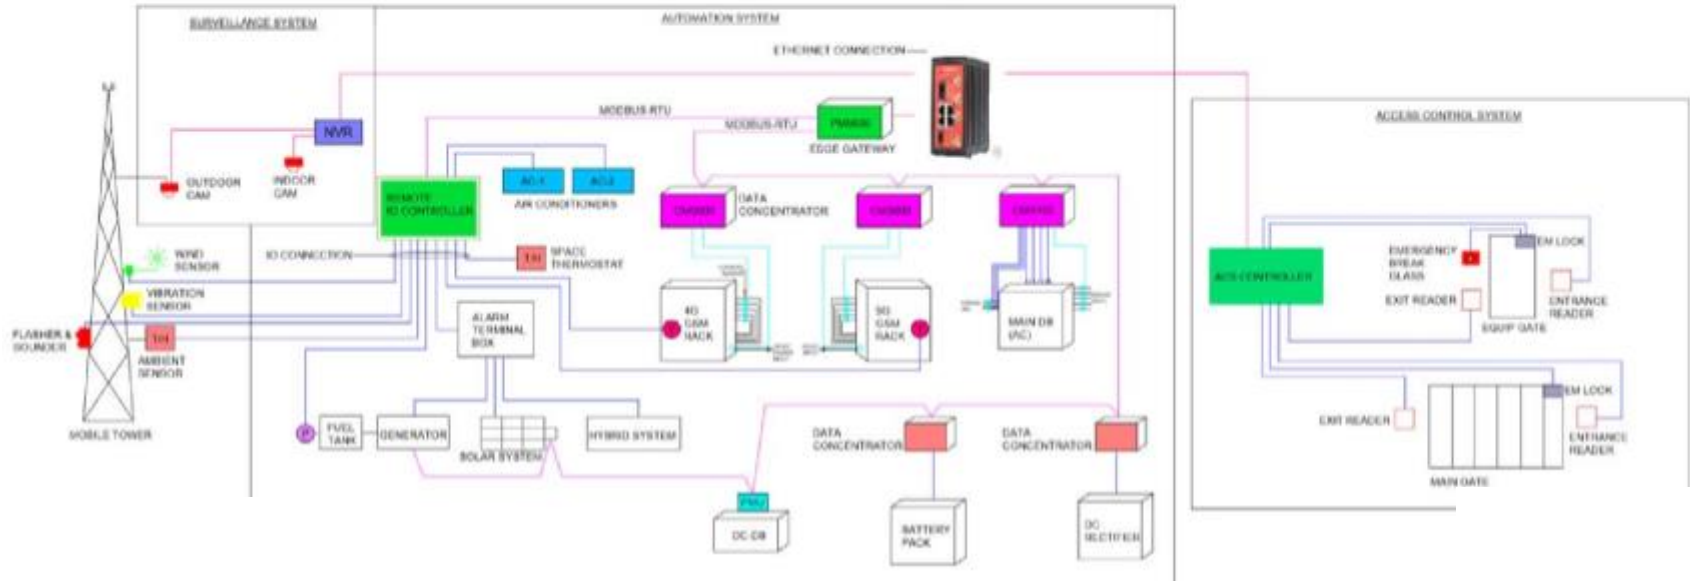 SURVEILLANCE SYSTEM
AUTOMATION SYSTEM
ETHERNET CONNECTION
NVR
OUTDOOR
CAM
INDOOR
CAM
MODBUS-RTU
MODBUS-RTU
EDGE GATEWAY
ACCESS CONTROL SYSTEM
REMOTE
IO CONTROLLER
AC-1
AC-2
AIR CONDITIONERS
DATA
CONCENTRATOR
WIND
SENSOR
IO CONNECTION
SPACE
THERMOSTAT
VIBRATION
SENSOR
FLASHER &
SOUNDER
AMBIENT
SENSOR
MOBILE TOWER
ALARM
TERMINAL
BOX
4G
GSM
RACK
5G
GSM
RACK
MAIN DB
(AC)
ACS CONTROLLER
EM LOCK
EMERGENCY
BREAK
GLASS
EXIT READER
ENTRANCE
READER
EQUIP GATE
EM LOCK
EXIT READER
ENTRANCE
READER
MAIN GATE
P
FUEL
TANK
GENERATOR
SOLAR SYSTEM
HYBRID SYSTEM
DATA
CONCENTRATOR
DATA
CONCENTRATOR
DC-DB
BATTERY
PACK
DC
RECTIFIER